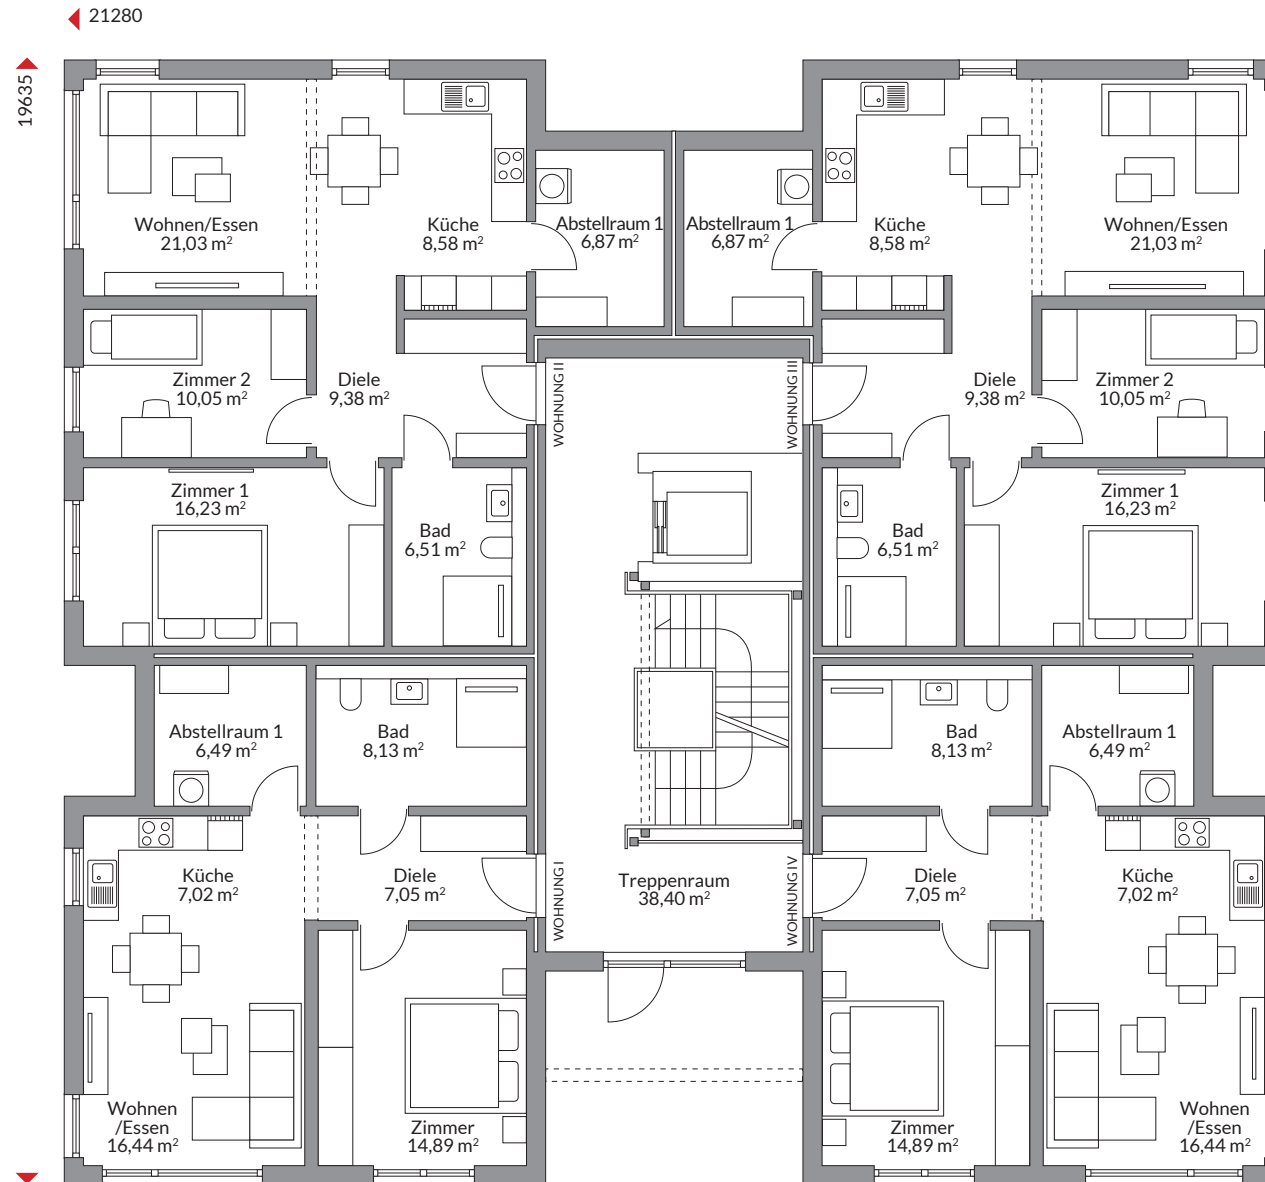 21280
19635
Wohnen/Essen
21,03 m²
Küche
8,58 m²
Abstellraum 1
6,87 m²
Abstellraum 1
6,87 m²
Küche
8,58 m²
Wohnen/Essen
21,03 m²
Zimmer 2
10,05 m²
Diele
9,38 m²
WOHNUNG II
WOHNUNG III
Diele
9,38 m²
Zimmer 2
10,05 m²
Zimmer 1
16,23 m²
Bad
6,51 m²
Bad
6,51 m²
Zimmer 1
16,23 m²
Abstellraum 1
6,49 m²
Bad
8,13 m²
Bad
8,13 m²
Abstellraum 1
6,49 m²
Küche
7,02 m²
Diele
7,05 m²
WOHNUNG I
Treppenraum
38,40 m²
WOHNUNG IV
Diele
7,05 m²
Küche
7,02 m²
Wohnen
/Essen
16,44 m²
Zimmer
14,89 m²
Zimmer
14,89 m²
Wohnen
/Essen
16,44 m²